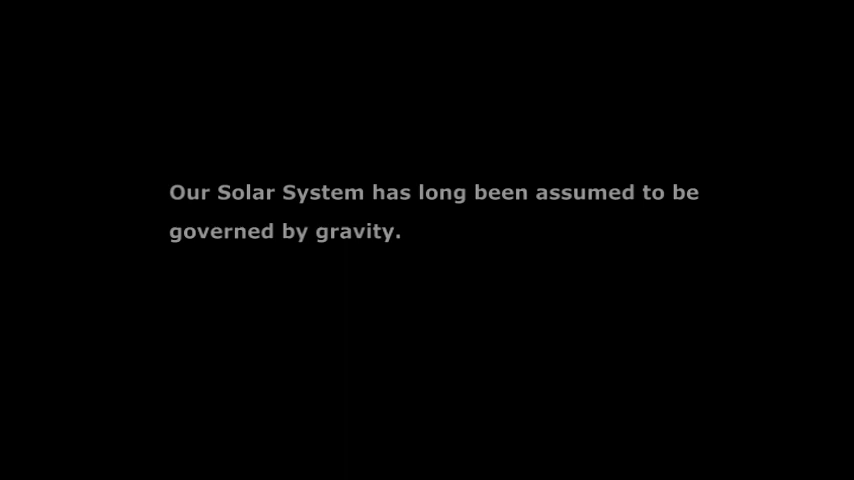 Our Solar System has long been assumed to be
governed by gravity.